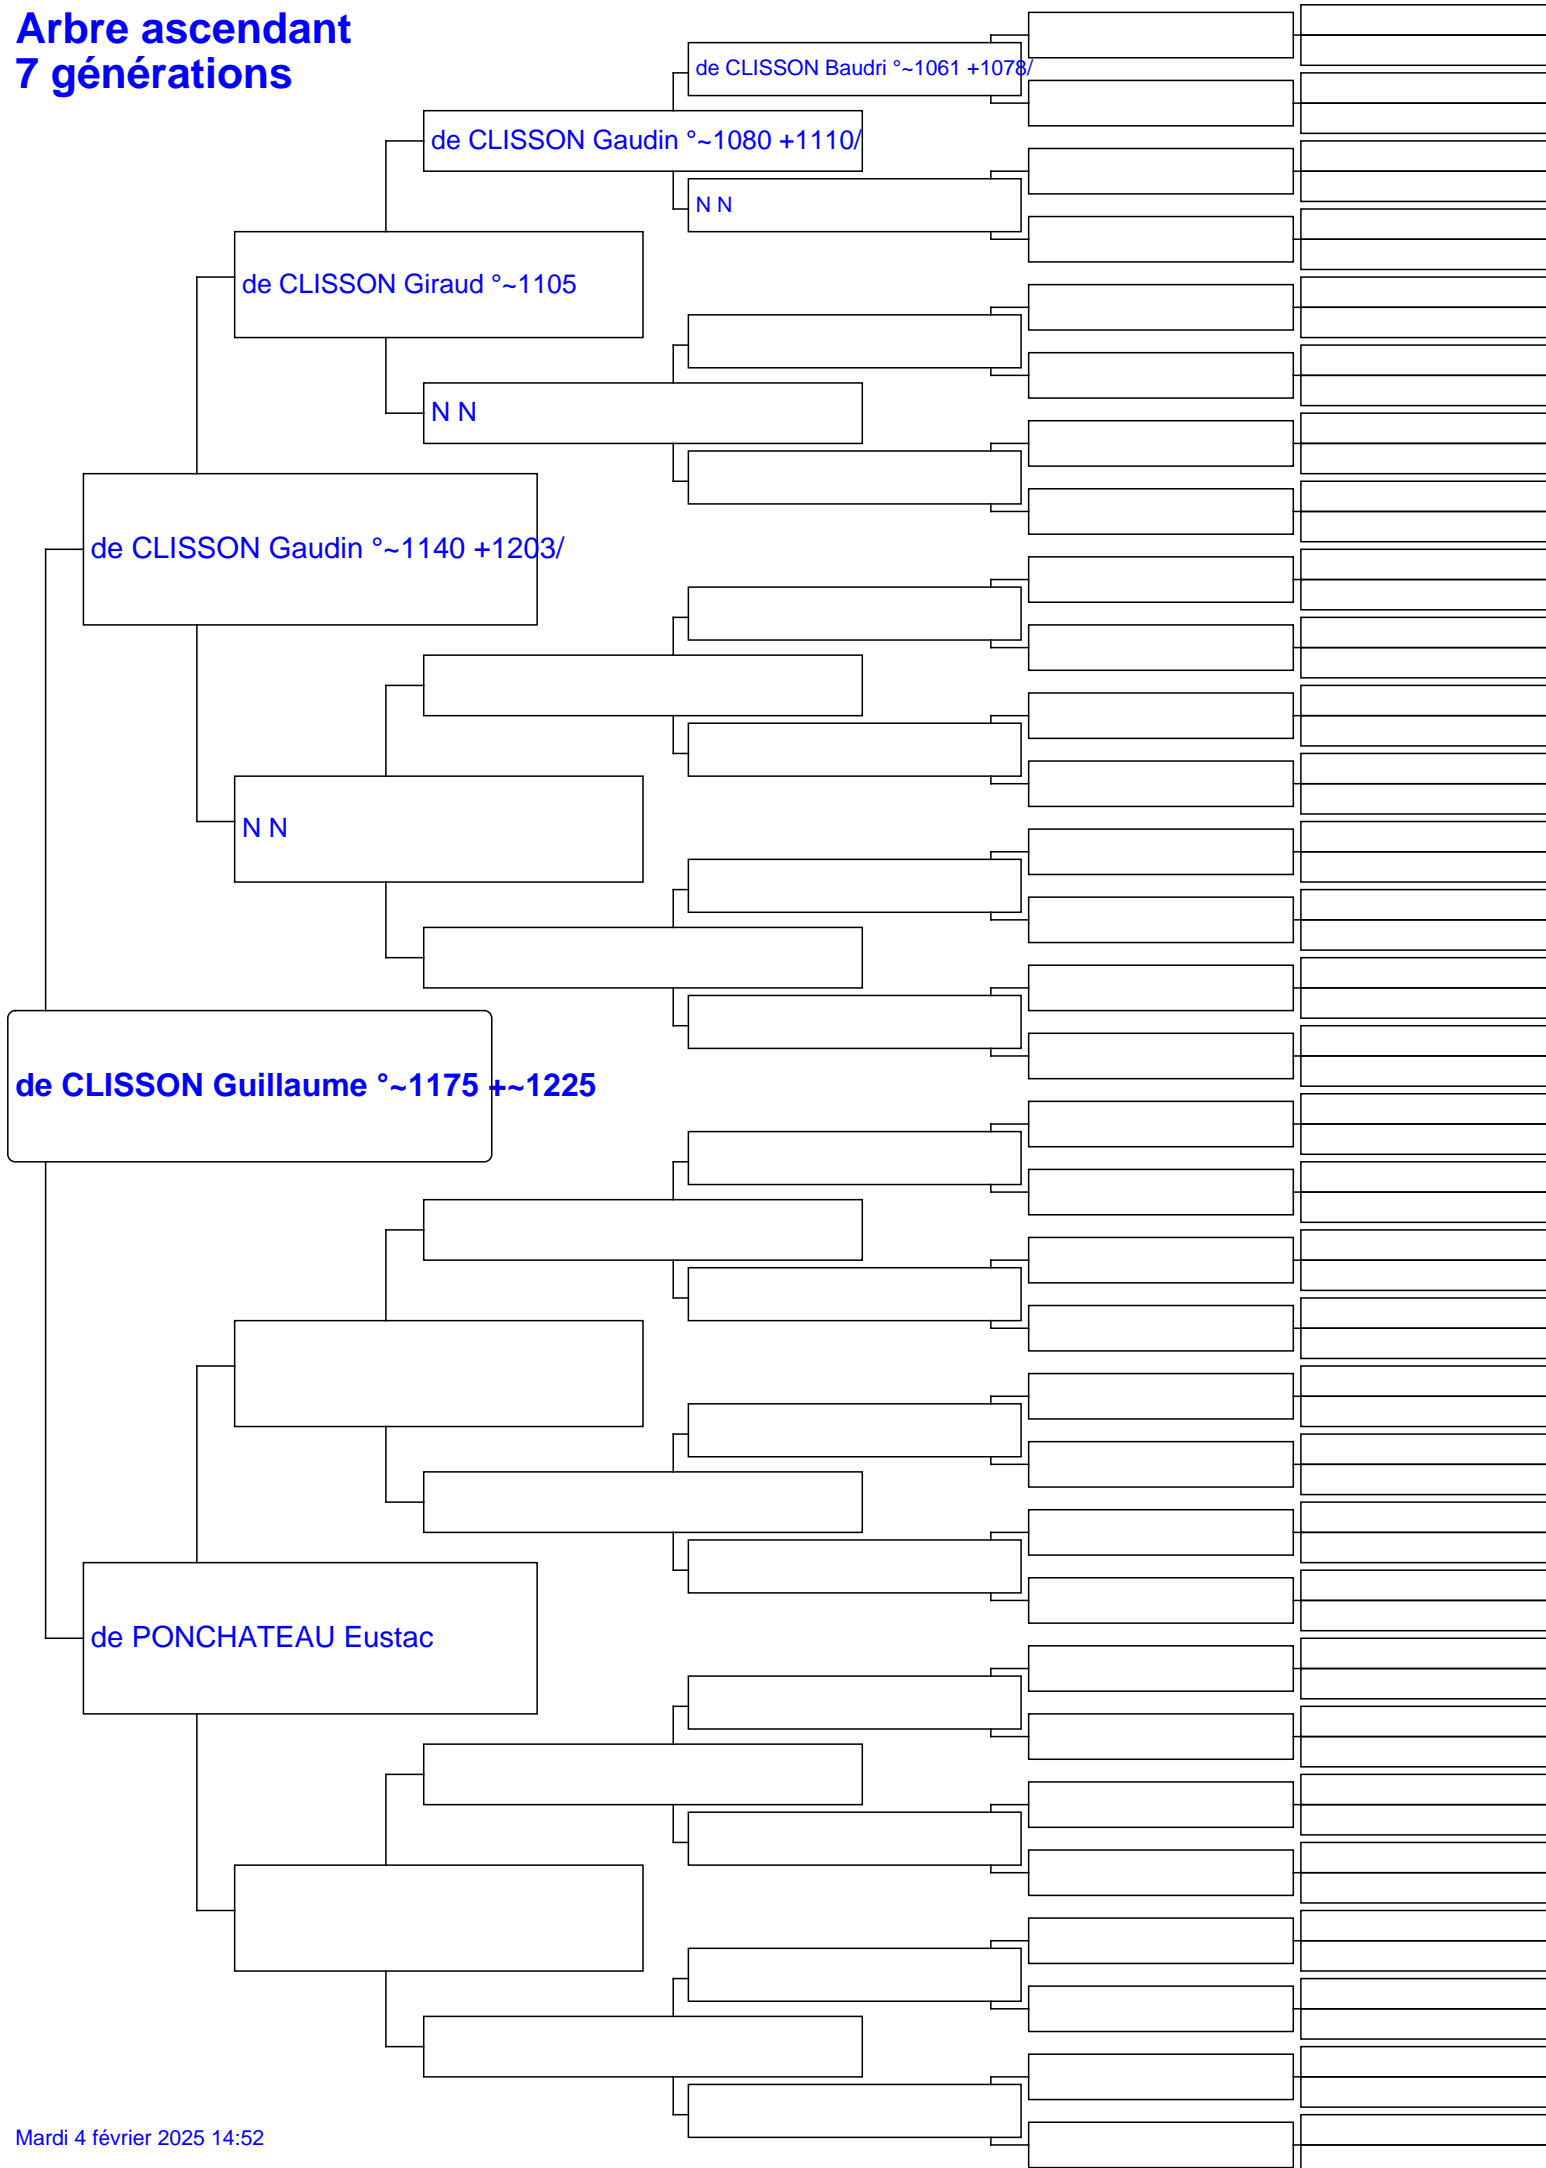 Arbre ascendant
7 générations
de CLISSON Baudri °~1061 +1078/
de CLISSON Gaudin °~1080 +1110/
N N
de CLISSON Giraud °~1105
N N
de CLISSON Gaudin °~1140 +1203/
N N
de CLISSON Guillaume °~1175 +~1225
de PONCHATEAU Eustac
Mardi 4 février 2025 14:52